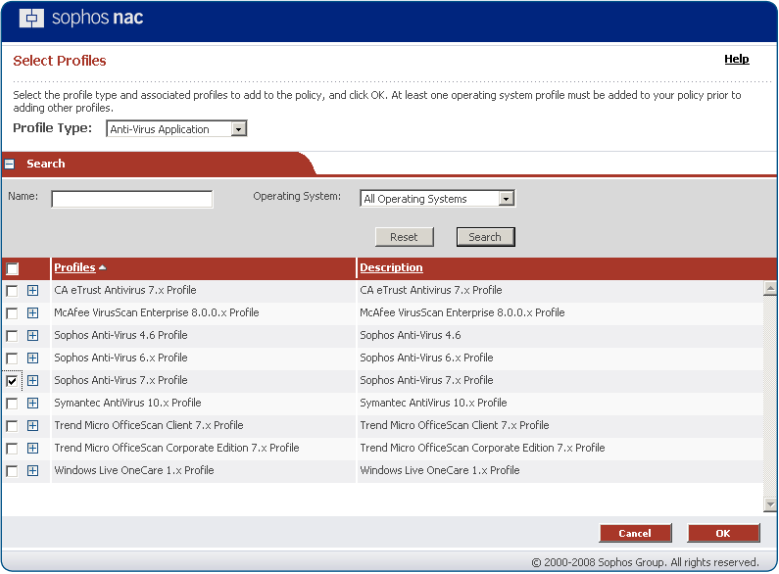 sophos nac
Select Profiles
Help
Select the profile type and associated profiles to add to the policy, and click OK. At least one operating system profile must be added to your policy prior to
adding other profiles.
Profile Type: Anti-Virus Application
Search
Name: Operating System: All Operating Systems
Reset Search
Profiles Description
CA eTrust Antivirus 7.x Profile CA eTrust Antivirus 7.x Profile
McAfee VirusScan Enterprise 8.0.0.x Profile McAfee VirusScan Enterprise 8.0.0.x Profile
Sophos Anti-Virus 4.6 Profile Sophos Anti-Virus 4.6
Sophos Anti-Virus 6.x Profile Sophos Anti-Virus 6.x Profile
Sophos Anti-Virus 7.x Profile Sophos Anti-Virus 7.x Profile
Symantec AntiVirus 10.x Profile Symantec AntiVirus 10.x Profile
Trend Micro OfficeScan Client 7.x Profile Trend Micro OfficeScan Client 7.x Profile
Trend Micro OfficeScan Corporate Edition 7.x Profile Trend Micro OfficeScan Corporate Edition 7.x Profile
Windows Live OneCare 1.x Profile Windows Live OneCare 1.x Profile
Cancel OK
© 2000-2008 Sophos Group. All rights reserved.